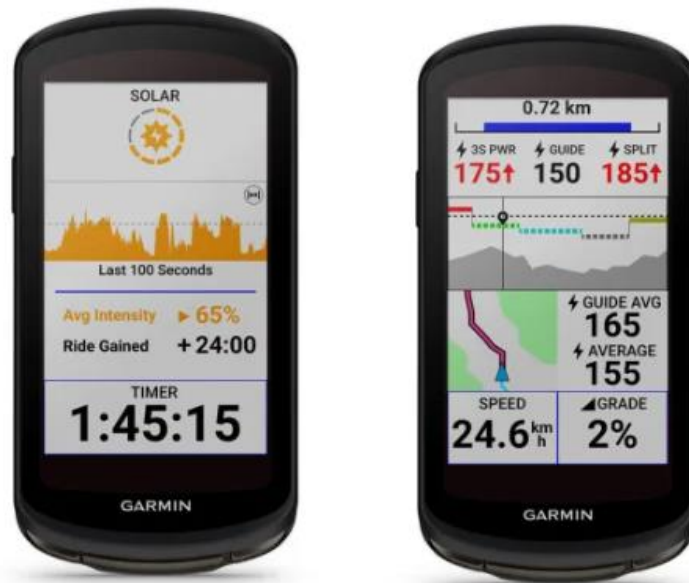 SOLAR
Last 100 Seconds
Avg Intensity ▸ 65%
Ride Gained +24:00
TIMER
1:45:15
GARMIN
0.72 km
3S PWR GUIDE SPLIT
175↑ 150 185↑
GUIDE AVG
165
AVERAGE
155
SPEED GRADE
24.6 km/h 2%
GARMIN